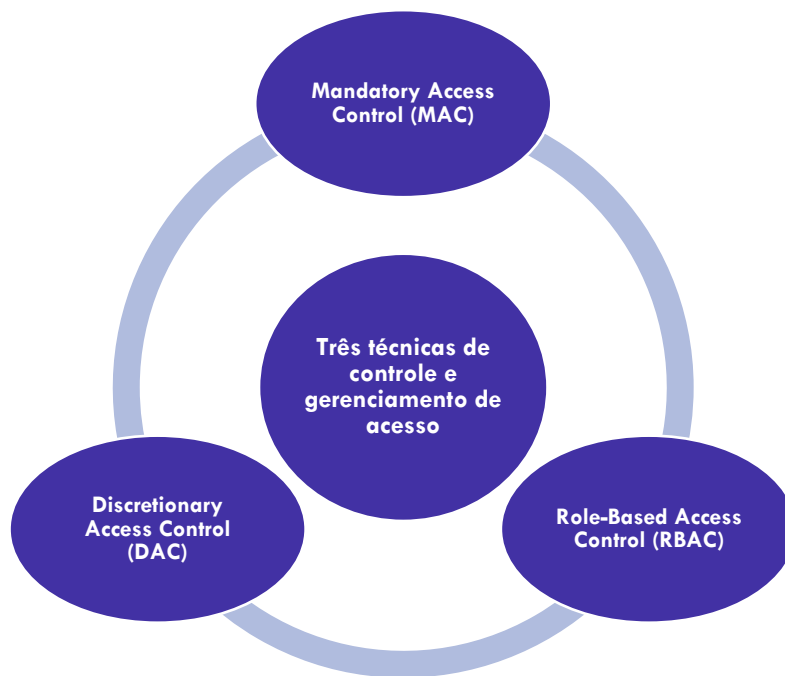 Mandatory Access
Control (MAC)
Três técnicas de
controle e
gerenciamento de
acesso
Discretionary
Access Control
(DAC)
Role-Based Access
Control (RBAC)